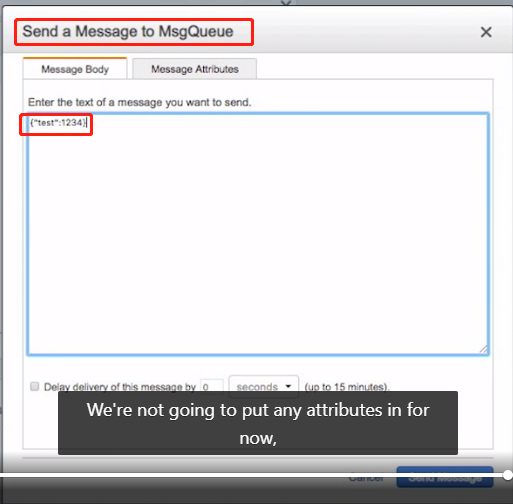 Send a Message to MsgQueue
Message Body Message Attributes
Enter the text of a message you want to send.
{"test":1234}
Delay delivery of this message by 0 seconds (up to 15 minutes).
We're not going to put any attributes in for
now,
Cancel Send Message